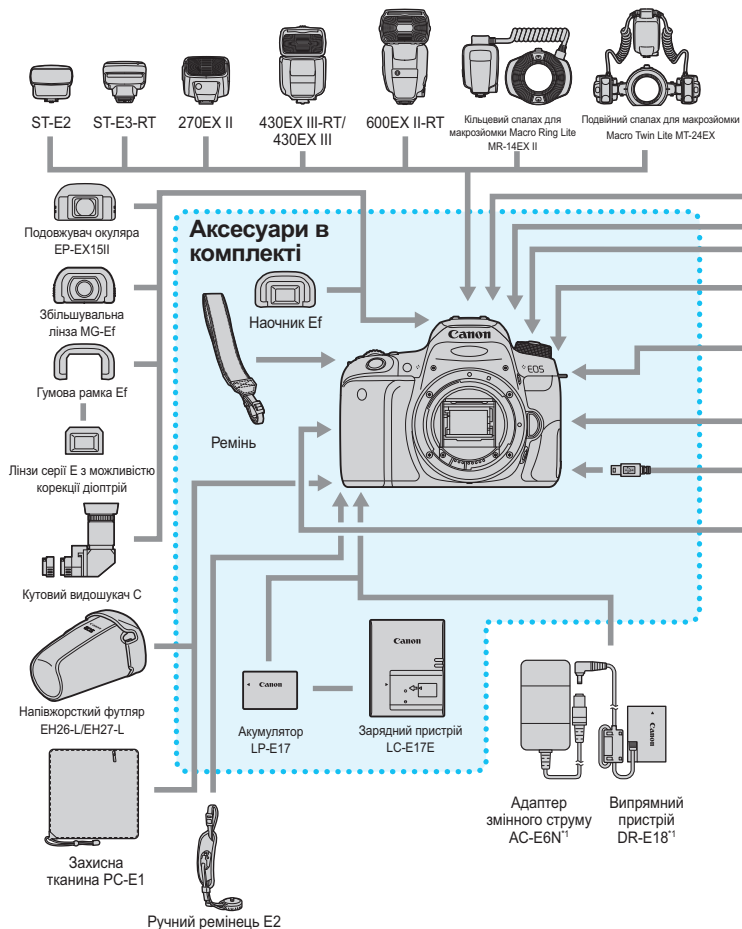 ST-E2
ST-E3-RT
270EX II
430EX III-RT/
430EX III
600EX II-RT
Кільцевий спалах для
макрозйомки Macro Ring Lite
MR-14EX II
Подвійний спалах для макрозйомки
Macro Twin Lite MT-24EX
Подовжувач окуляра
EP-EX15II
Аксесуари в
комплекті
Наочник Ef
Збільшувальна
лінза MG-Ef
Гумова рамка Ef
Ремінь
Canon
EOS
Лінзи серії E з можливістю
корекції діоптрій
Кутовий видошукач C
Напівжорсткий футляр
EH26-L/EH27-L
Canon
Акумулятор
LP-E17
Canon
Зарядний пристрій
LC-E17E
Canon
Адаптер
змінного струму
AC-E6N*1
Випрямний
пристрій
DR-E18*1
Захисна
тканина PC-E1
Ручний ремінець E2